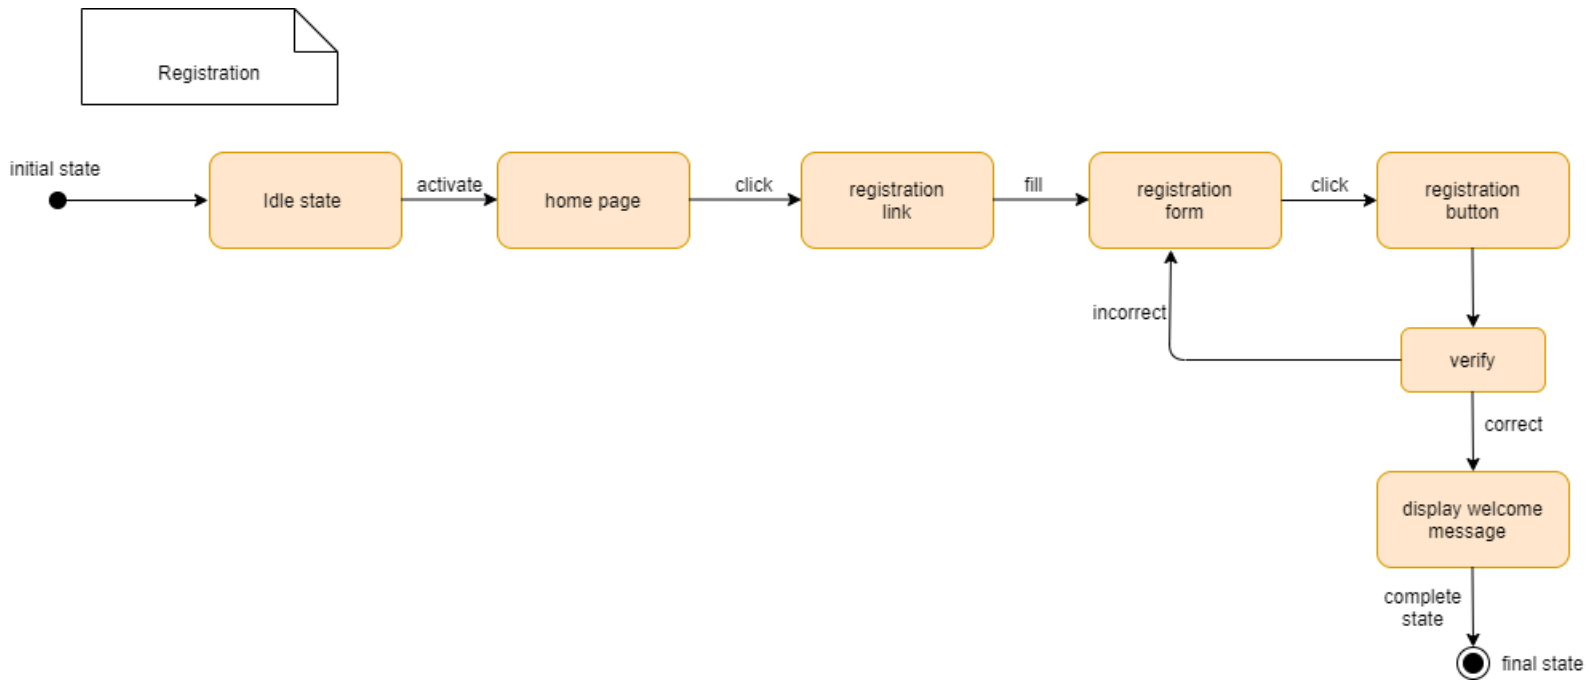 Registration
initial state
Idle state
activate
home page
click
registration
link
fill
registration
form
click
registration
button
incorrect
verify
correct
display welcome
message
complete
state
final state